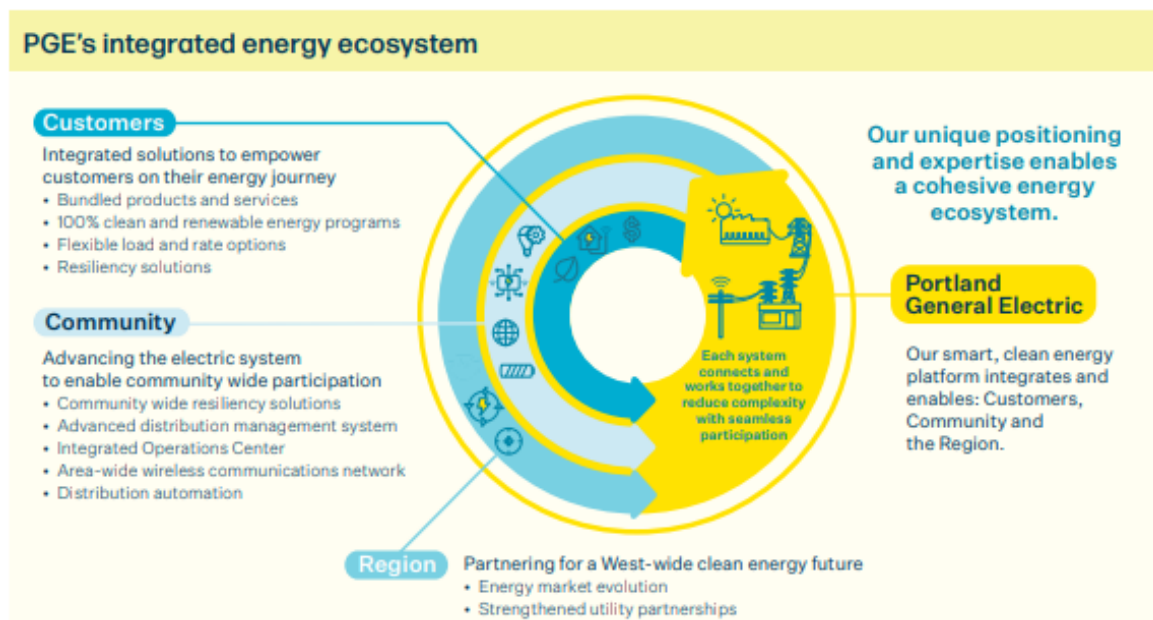 PGE's integrated energy ecosystem
Customers
Integrated solutions to empower
customers on their energy journey
• Bundled products and services
• 100% clean and renewable energy programs
• Flexible load and rate options
• Resiliency solutions
Community
Advancing the electric system
to enable community wide participation
• Community wide resiliency solutions
• Advanced distribution management system
• Integrated Operations Center
• Area-wide wireless communications network
• Distribution automation
Region
Partnering for a West-wide clean energy future
• Energy market evolution
• Strengthened utility partnerships
$
Each system
connects and
works together to
reduce complexity
with seamless
participation
Our unique positioning
and expertise enables
a cohesive energy
ecosystem.
Portland
General Electric
Our smart, clean energy
platform integrates and
enables: Customers,
Community and
the Region.